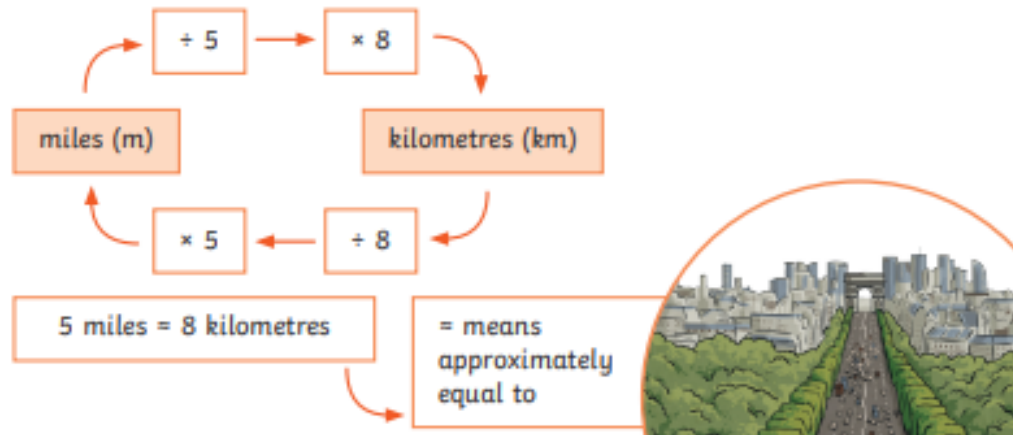 ÷ 5
× 8
miles (m)
kilometres (km)
× 5
÷ 8
5 miles = 8 kilometres
= means
approximately
equal to